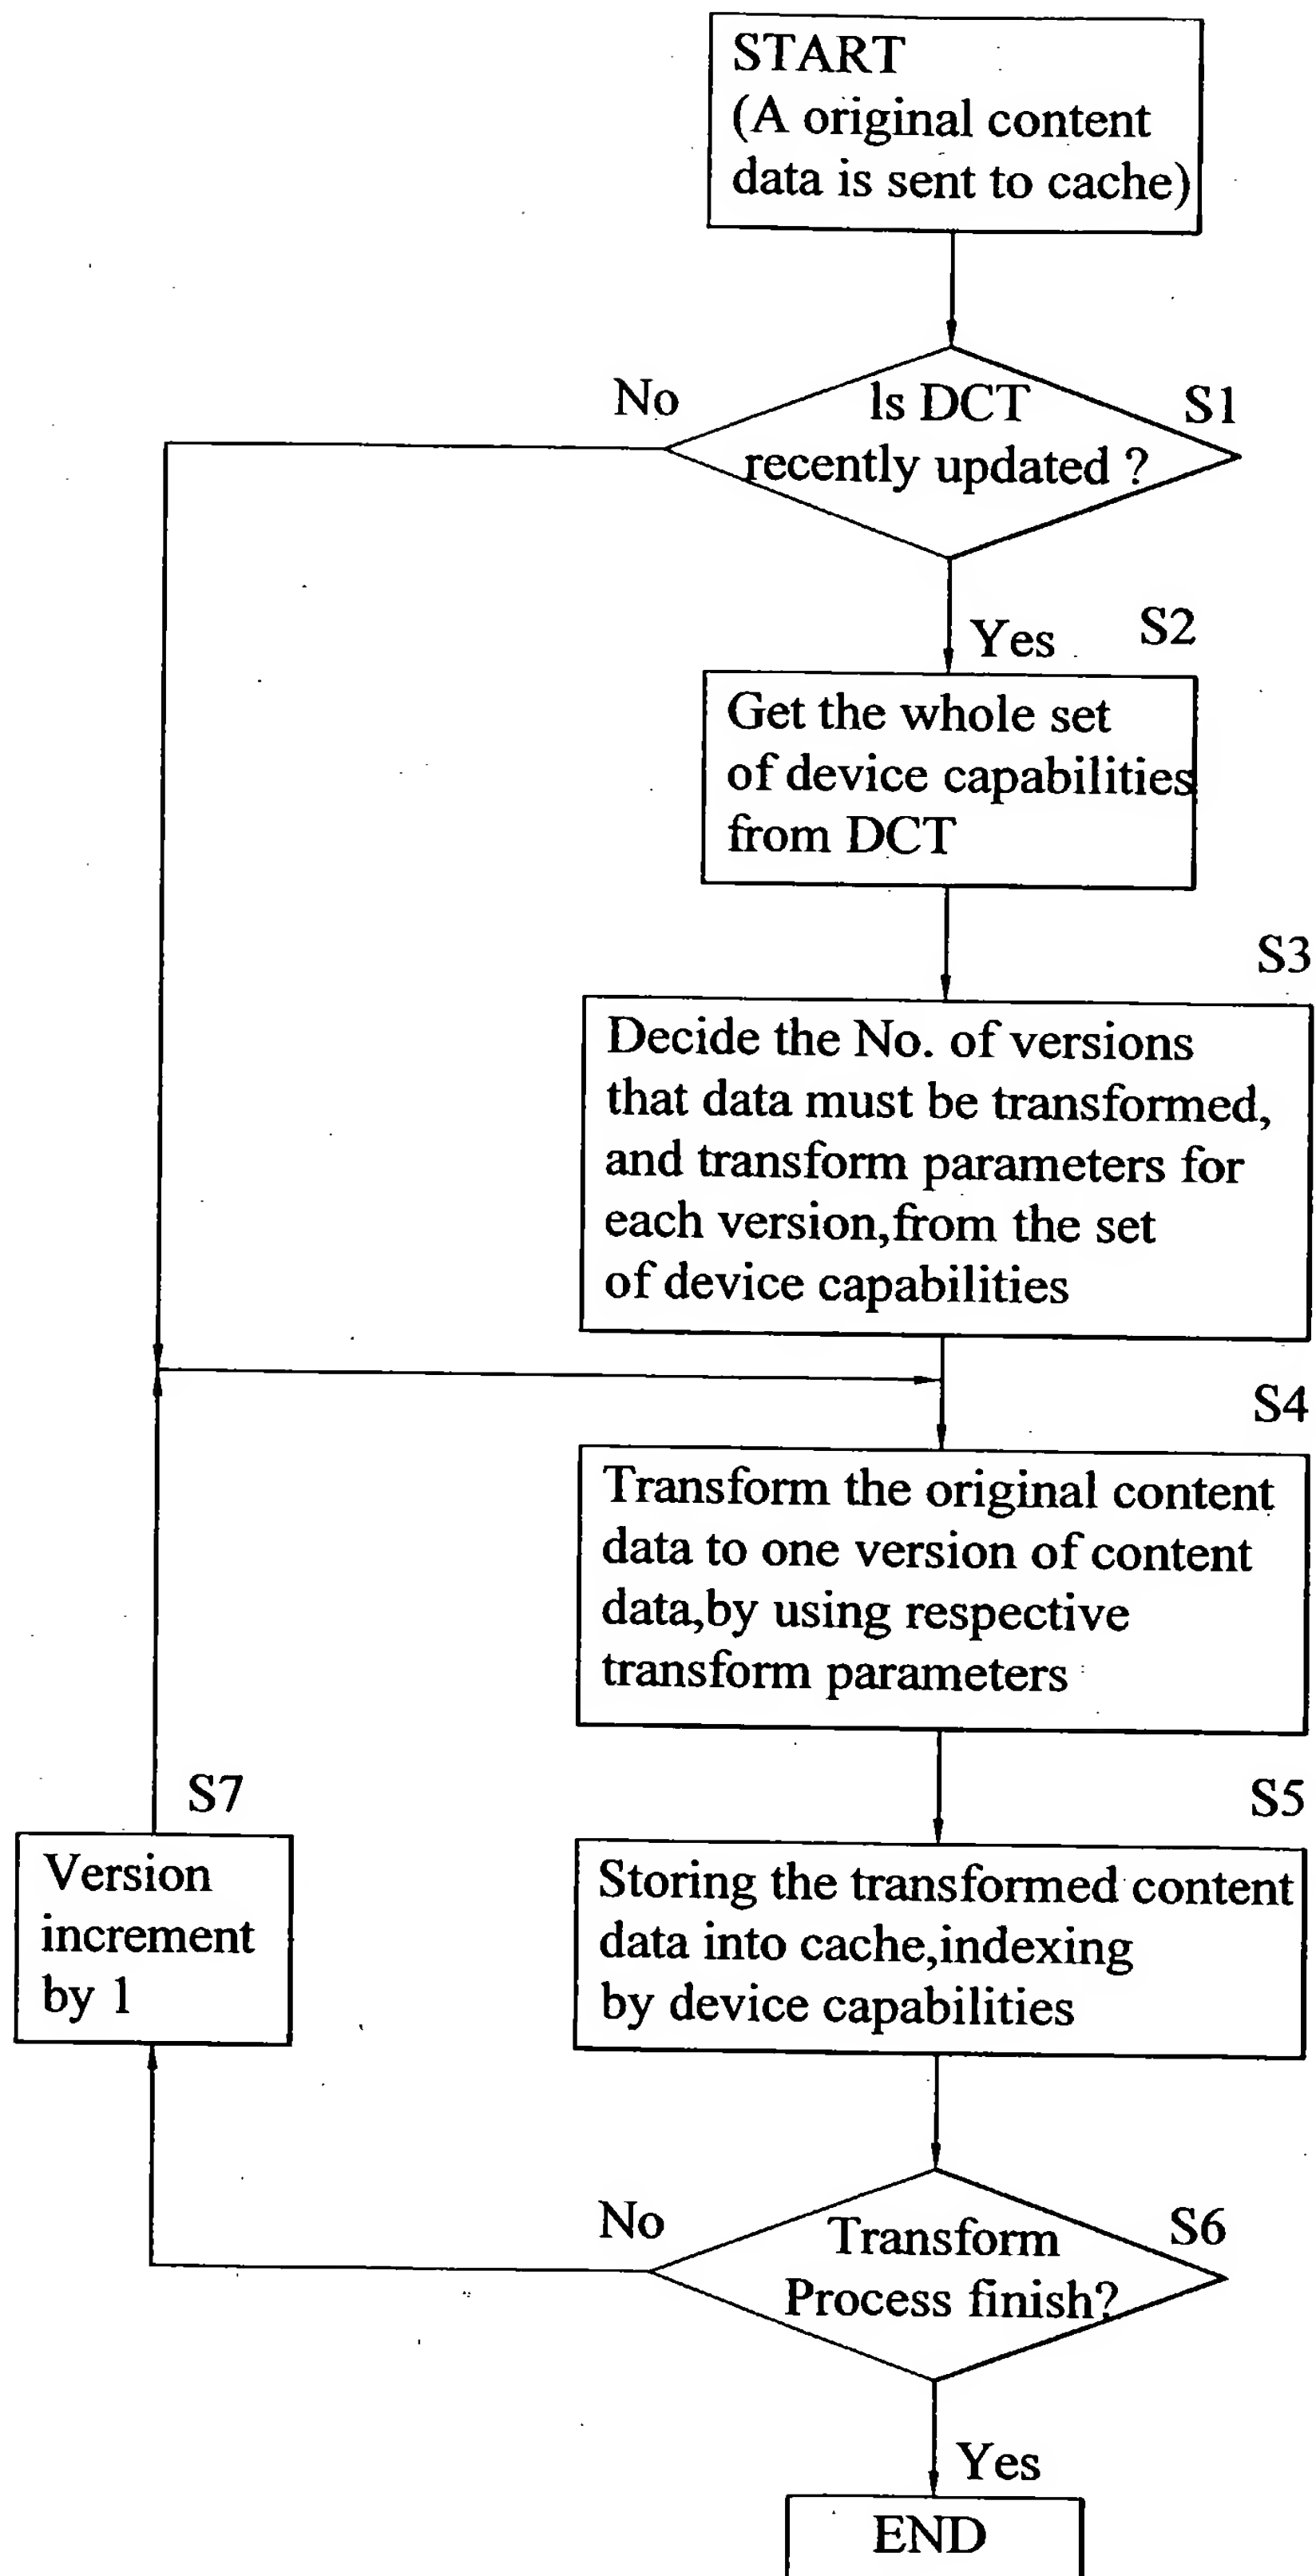 START
(A original content
data is sent to cache)
No
Is DCT
recently updated ?
S1
Yes
S2
Get the whole set
of device capabilities
from DCT
S3
Decide the No. of versions
that data must be transformed,
and transform parameters for
each version,from the set
of device capabilities
S4
Transform the original content
data to one version of content
data,by using respective
transform parameters
S7
Version
increment
by 1
S5
Storing the transformed content
data into cache,indexing
by device capabilities
No
Transform
Process finish?
S6
Yes
END